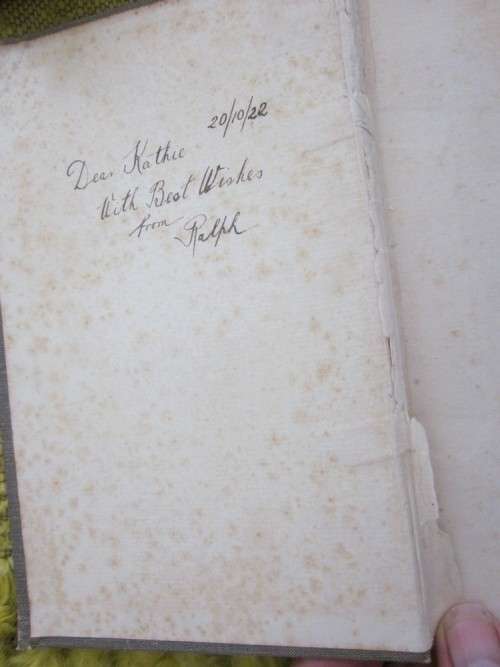 20/10/22
Dear Kathie
With Best Wishes
from Ralph